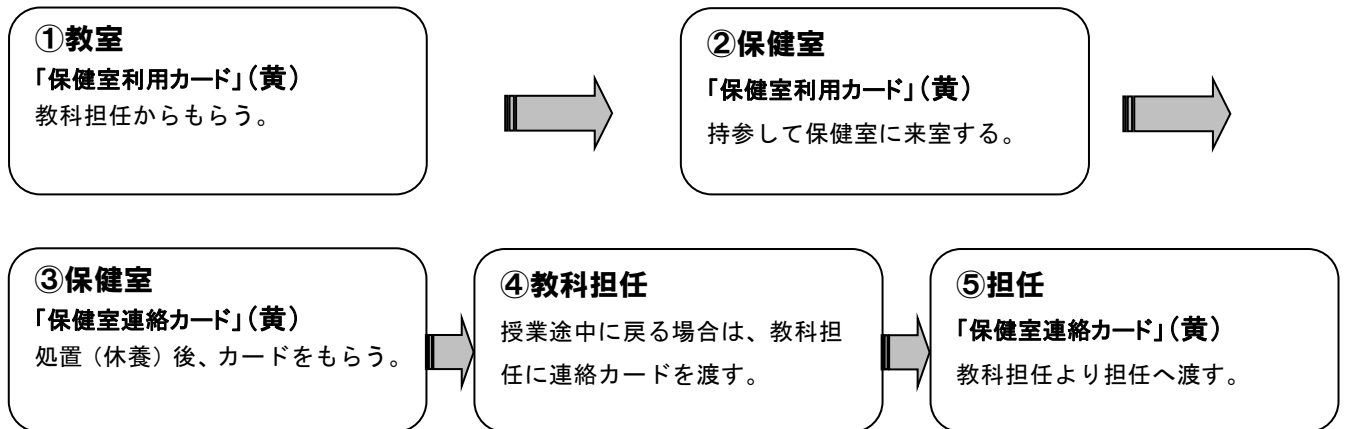 ①教室
「保健室利用カード」（黄）
教科担任からもらう。
②保健室
「保健室利用カード」（黄）
持参して保健室に来室する。
③保健室
「保健室連絡カード」（黄）
処置（休養）後、カードをもらう。
④教科担任
授業途中に戻る場合は、教科担
任に連絡カードを渡す。
⑤担任
「保健室連絡カード」（黄）
教科担任より担任へ渡す。